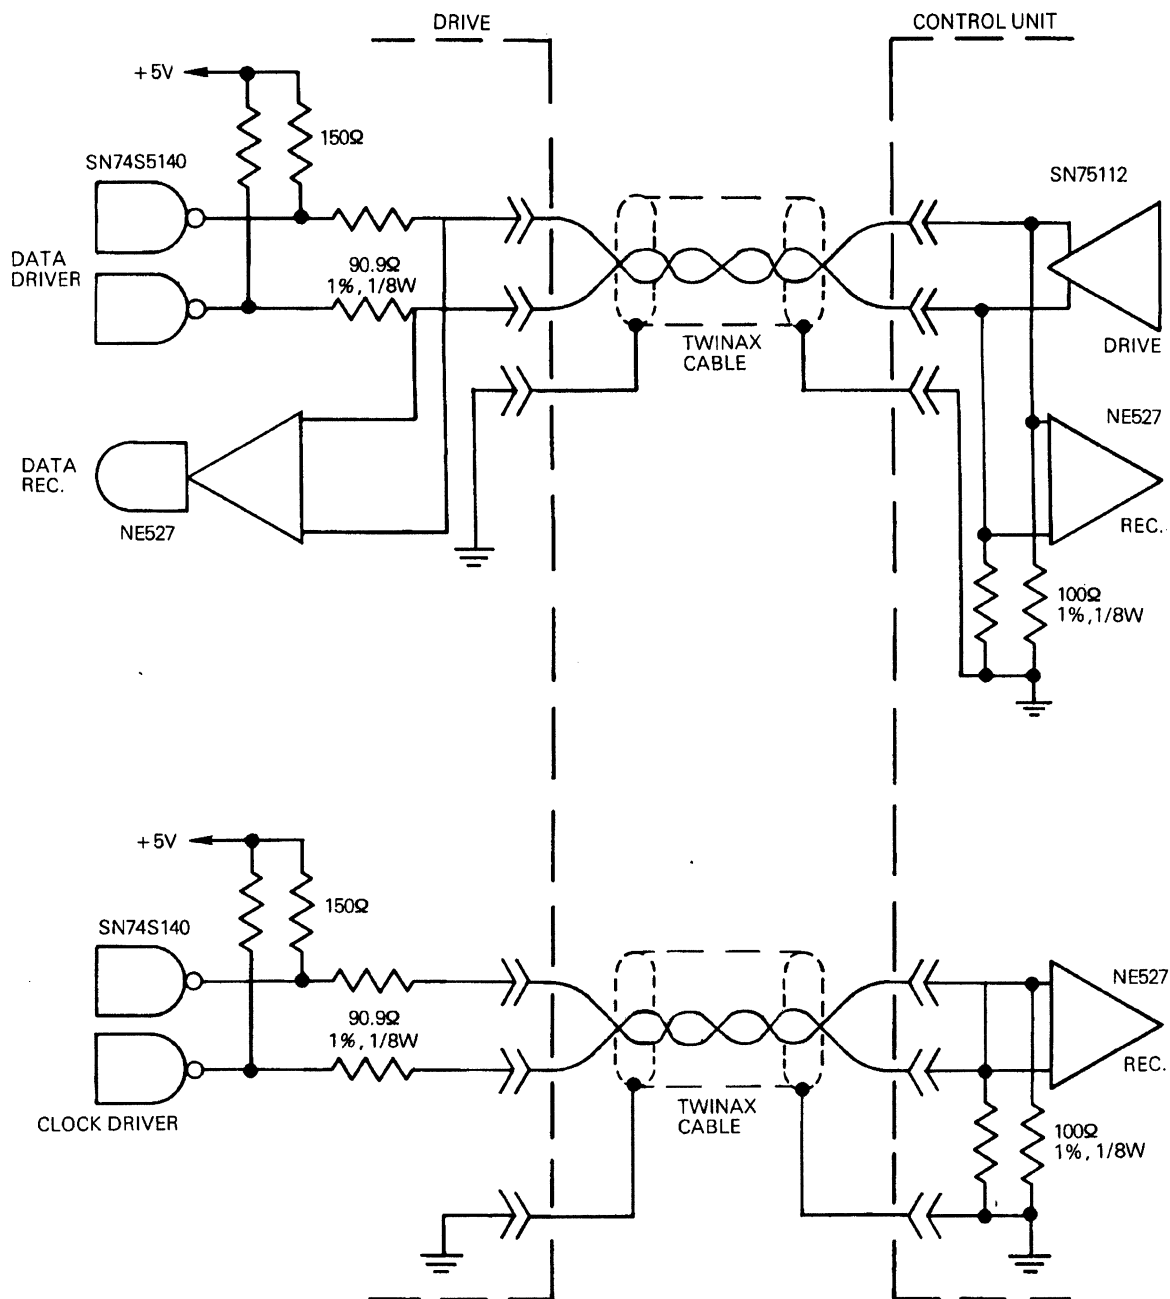 DRIVE
CONTROL UNIT
+5V
150Ω
SN74S5140
SN75112
DATA
DRIVER
90.9Ω
1%, 1/8W
TWINAX
CABLE
DRIVE
NE527
DATA
REC.
NE527
REC.
100Ω
1%, 1/8W
+5V
150Ω
SN74S140
NE527
90.9Ω
1%, 1/8W
REC.
CLOCK DRIVER
TWINAX
CABLE
100Ω
1%, 1/8W